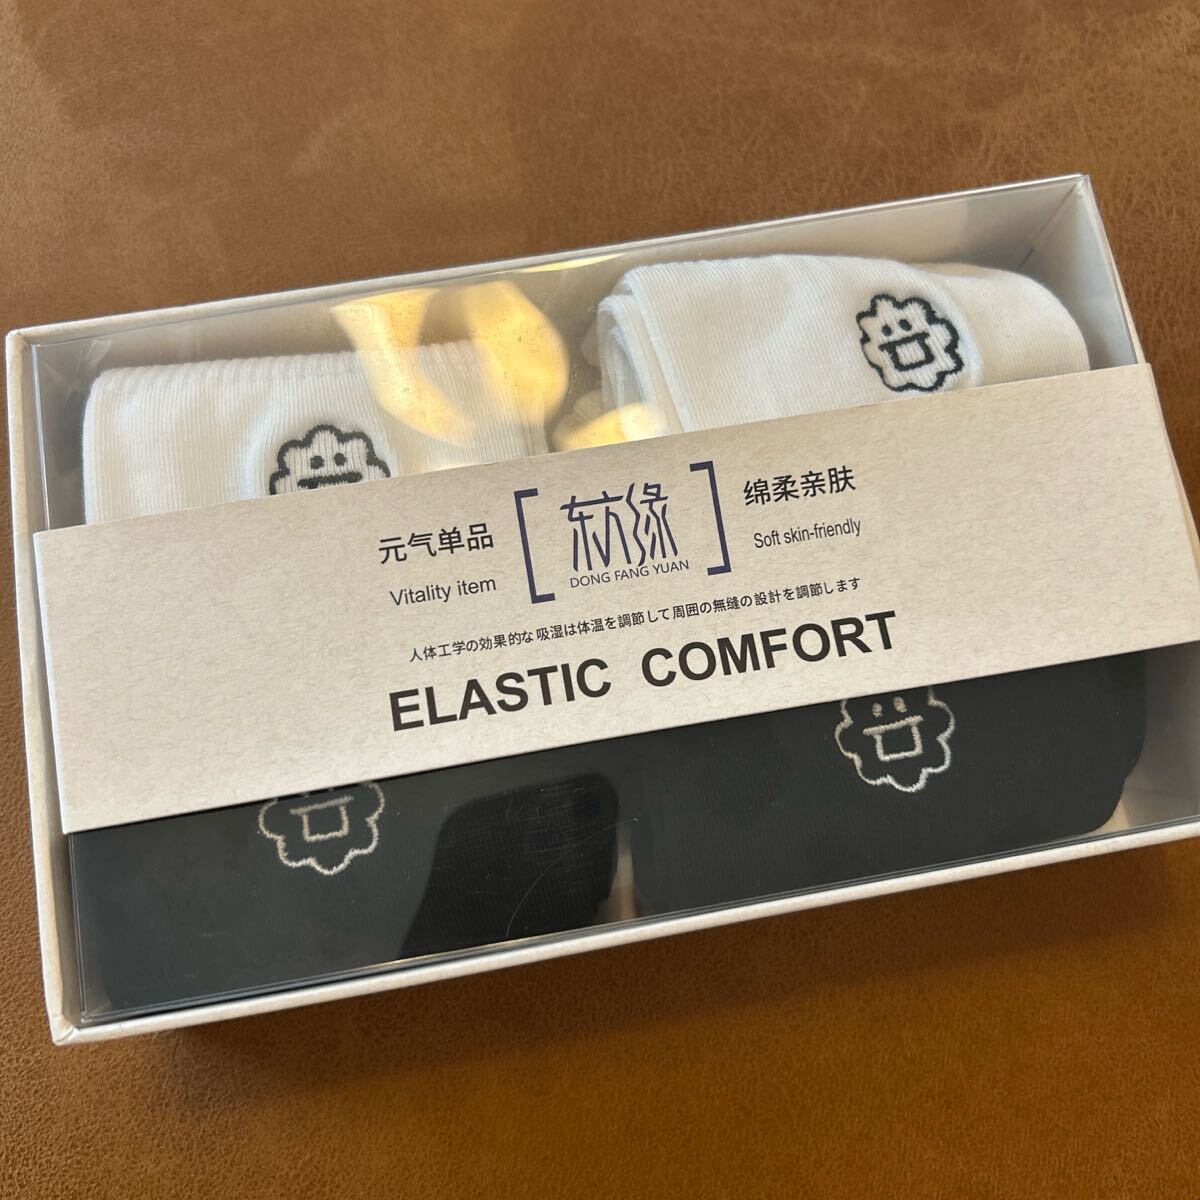 元气单品
Vitality item
东方缘
DONG FANG YUAN
绵柔亲肤
Soft skin-friendly
人体工学の効果的な 吸湿は体温を調節して 周囲の無縫の設計を調節します
ELASTIC COMFORT